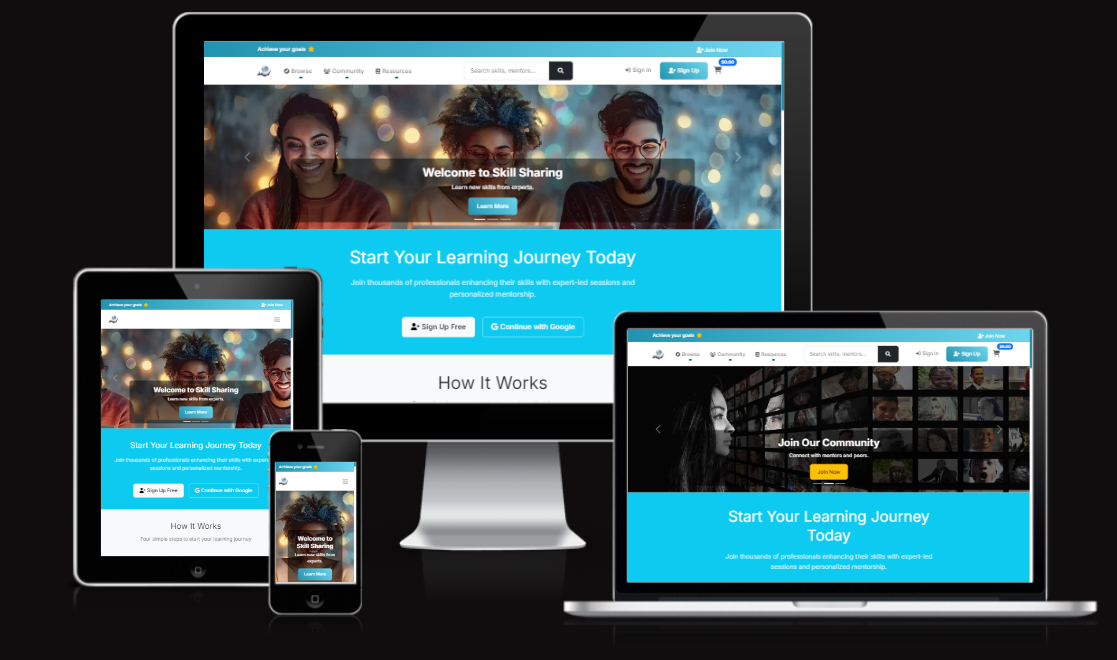 Achieve your goals
Join Now
Browse
Community
Resources
Search skills, mentors...
Sign In
Sign Up
$0.00
Welcome to Skill Sharing
Learn new skills from experts.
Learn More
Start Your Learning Journey Today
Join thousands of professionals enhancing their skills with expert-led sessions and
personalized mentorship.
Sign Up Free
Continue with Google
How It Works
Achieve your goals
Join Now
Welcome to Skill Sharing
Learn new skills from experts.
Learn More
Start Your Learning Journey Today
Join thousands of professionals enhancing their skills with expert-led
sessions and personalized mentorship.
Sign Up Free
Continue with Google
How It Works
Four simple steps to start your learning journey
Achieve your goals
Welcome to
Skill Sharing
Learn new skills from
experts.
Learn More
Achieve your goals
Join Now
Browse
Community
Resources
Search skills, mentors...
Sign In
Sign Up
$0.00
Join Our Community
Connect with mentors and peers.
Join Now
Start Your Learning Journey
Today
Join thousands of professionals enhancing their skills with expert-led
sessions and personalized mentorship.